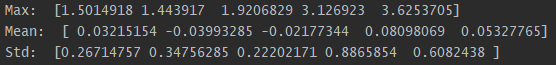 Max:  [1.5014918 1.443917  1.9206829 3.126923  3.6253705]
Mean:  [ 0.03215154 -0.03993285 -0.02177344  0.08098069  0.05327765]
Std:  [0.26714757 0.34756285 0.22202171 0.8865854  0.6082438 ]